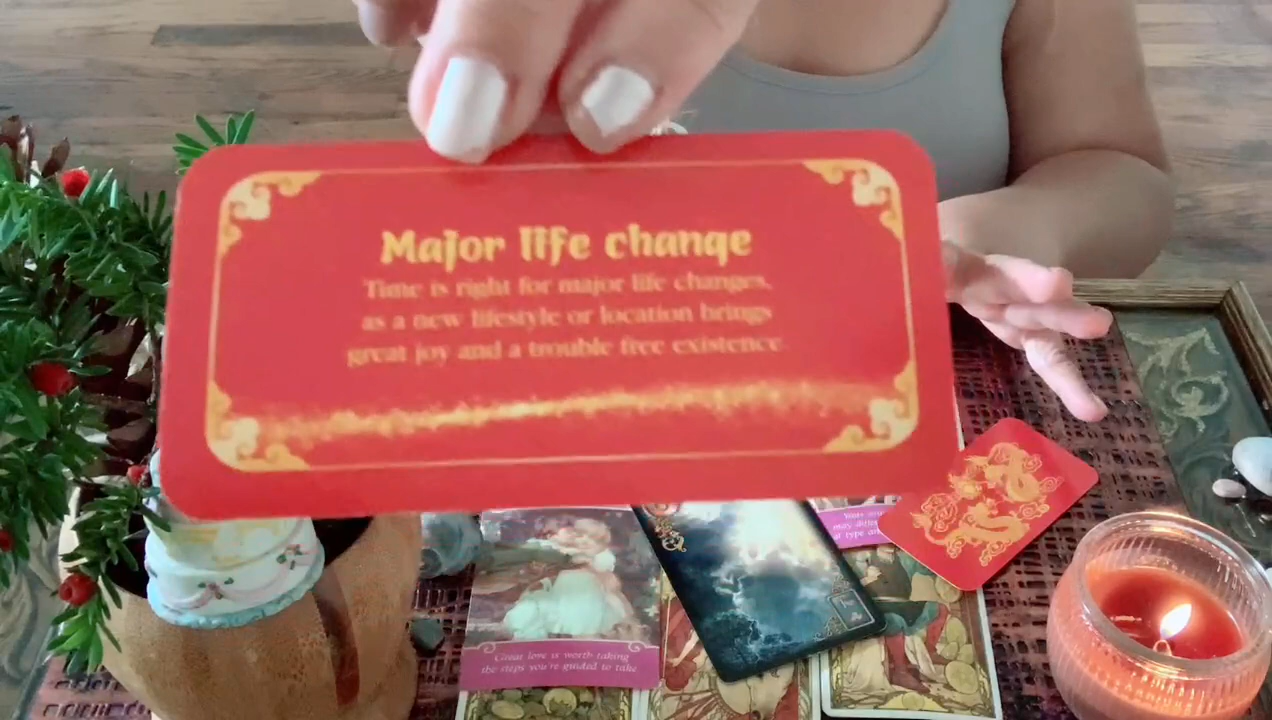 Major life change
Time is right for major life changes,
as a new lifestyle or location brings
great joy and a trouble free existence.
Great love is worth taking
the steps you're guided to take